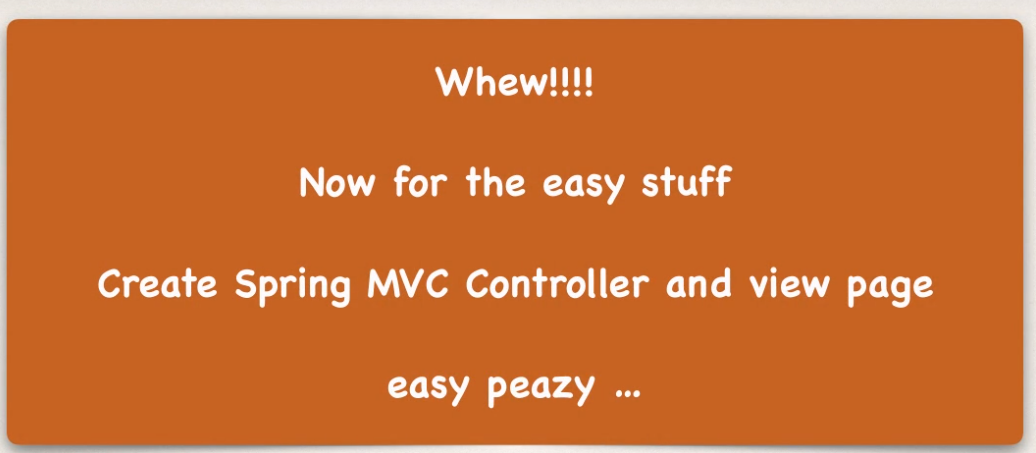 Whew!!!!
Now for the easy stuff
Create Spring MVC Controller and view page
easy peazy ...